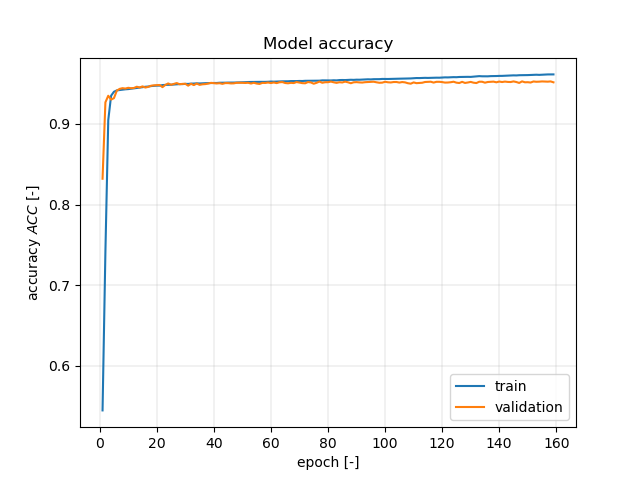 Model accuracy
accuracy ACC [-]
0.9
0.8
0.7
0.6
0 20 40 60 80 100 120 140 160
epoch [-]
train
validation